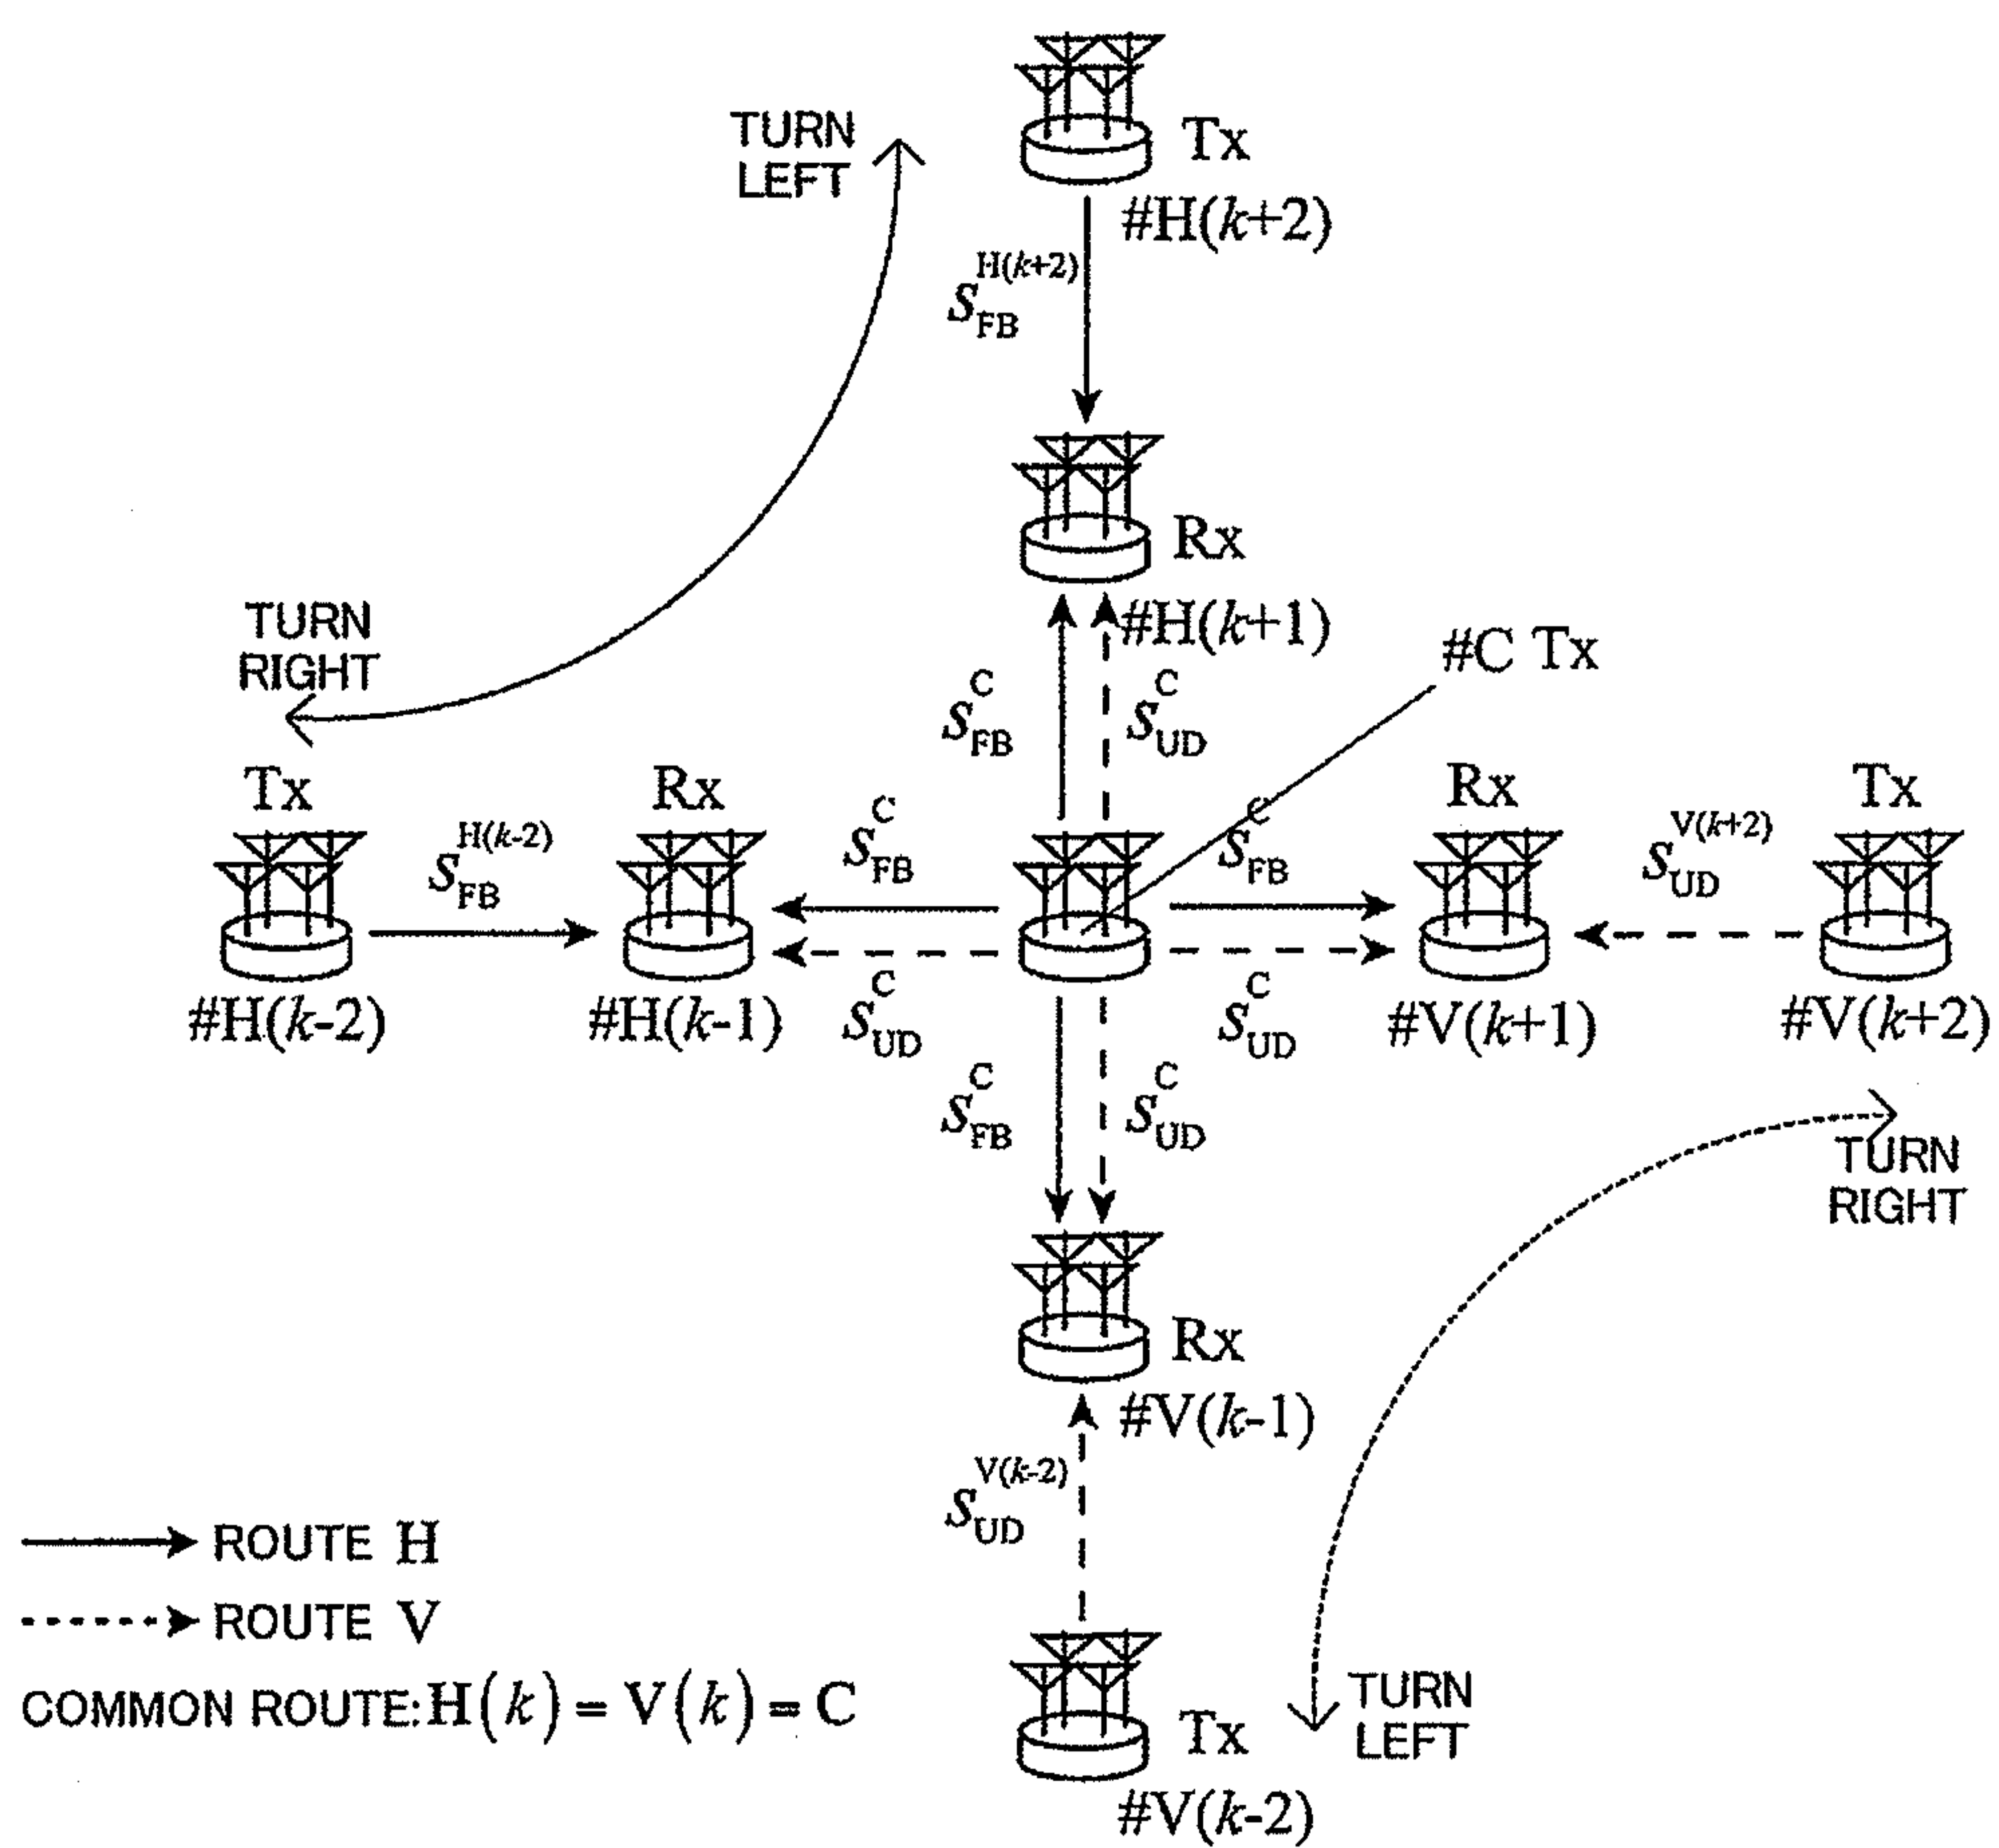 TURN
LEFT
Tx
#H(k+2)
S_FB^H(k+2)
Rx
#H(k+1)
TURN
RIGHT
#C Tx
S_FB^C
S_UD^C
Tx
Rx
Rx
Tx
S_FB^H(k-2)
S_FB^C
S_FB^C
S_UD^V(k+2)
#H(k-2)
#H(k-1)
S_UD^C
S_UD^C
#V(k+1)
#V(k+2)
S_FB^C
S_UD^C
TURN
RIGHT
Rx
#V(k-1)
S_UD^V(k-2)
ROUTE H
ROUTE V
COMMON ROUTE: H(k) = V(k) = C
Tx
#V(k-2)
TURN
LEFT